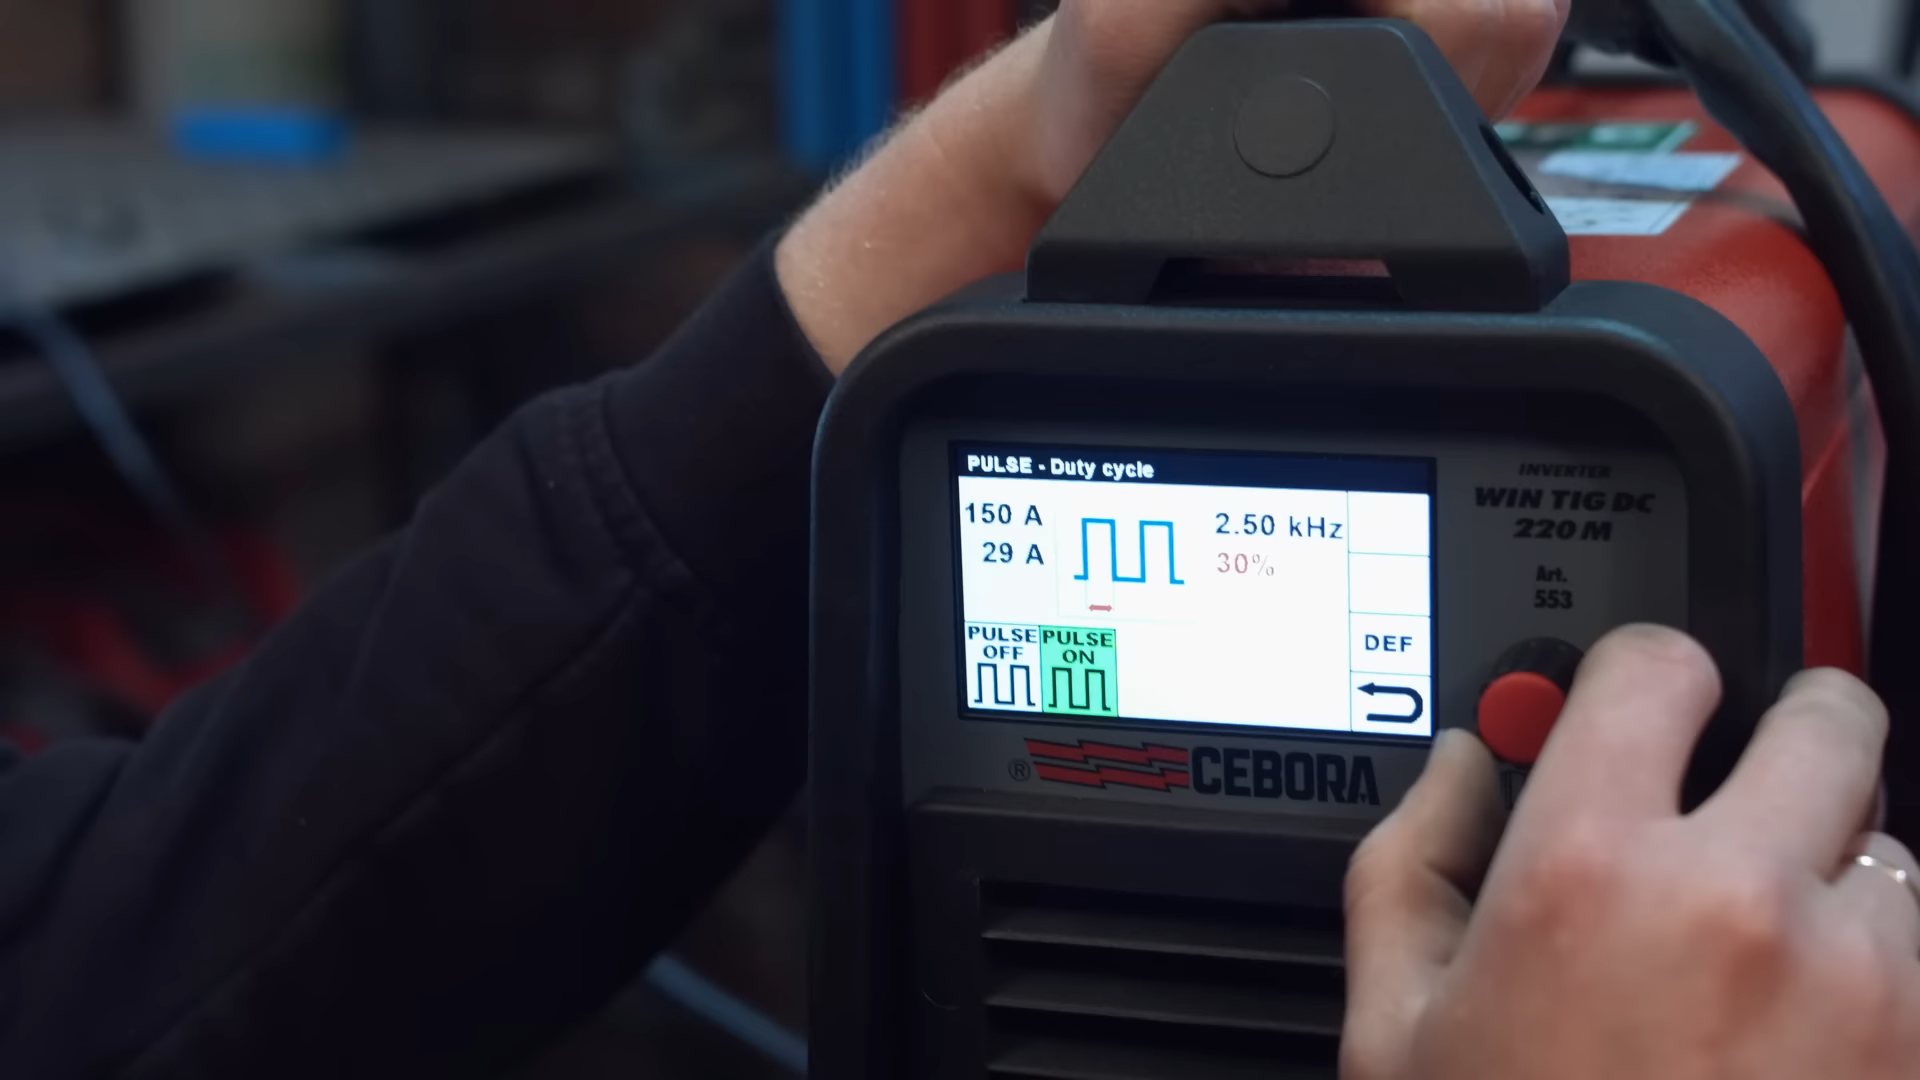 PULSE - Duty cycle
150 A
29 A
2.50 kHz
30%
PULSE OFF
PULSE ON
DEF
INVERTER
WIN TIG DC
220 M
Art.
553
® CEBORA